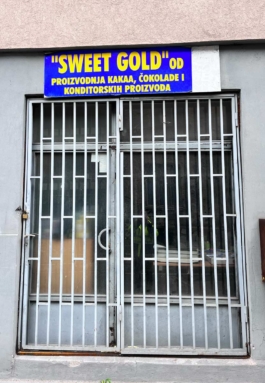 "SWEET GOLD" OD
PROIZVODNJA KAKAA, ČOKOLADE I
KONDITORSKIH PROIZVODA